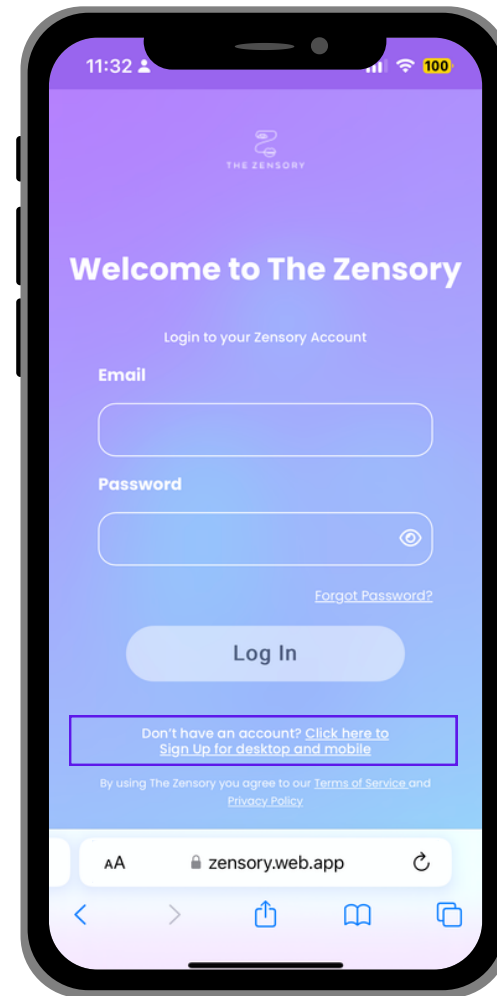 11:32
100
THE ZENSORY
Welcome to The Zensory
Login to your Zensory Account
Email
Password
Forgot Password?
Log In
Don't have an account? Click here to
Sign Up for desktop and mobile
By using The Zensory you agree to our Terms of Service and
Privacy Policy
AA zensory.web.app